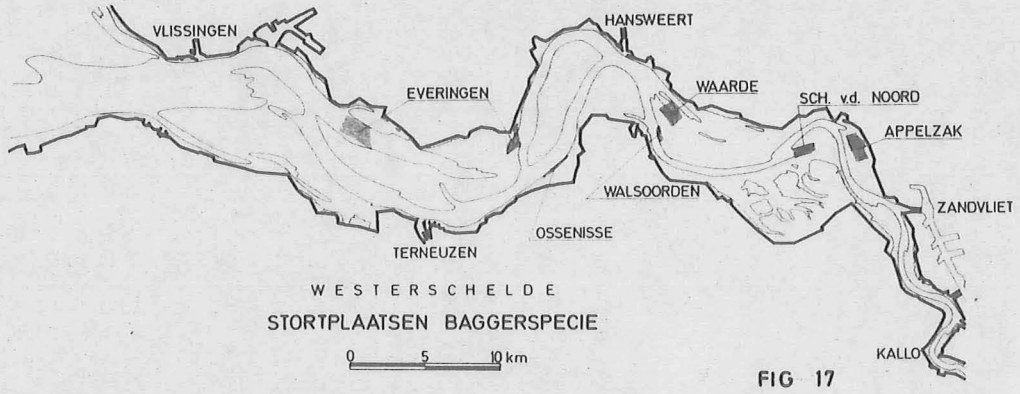 VLISSINGEN
HANSWEERT
EVERINGEN
WAARDE
SCH. v.d. NOORD
APPELZAK
WALSOORDEN
ZANDVLIET
OSSENISSE
TERNEUZEN
WESTERSCHELDE
STORTPLAATSEN BAGGERSPECIE
0 5 10 km
KALLO
FIG 17